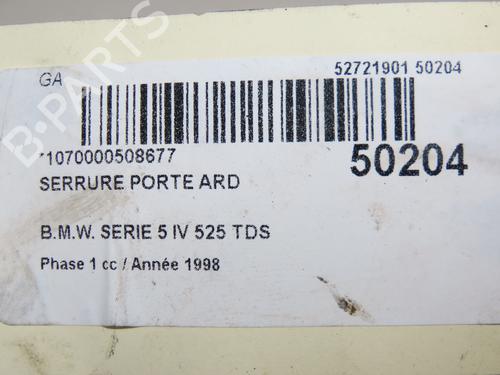 GA
52721901 50204
*1070000508677
50204
SERRURE PORTE ARD
B.M.W. SERIE 5 IV 525 TDS
Phase 1 cc / Année 1998
B-PARTS